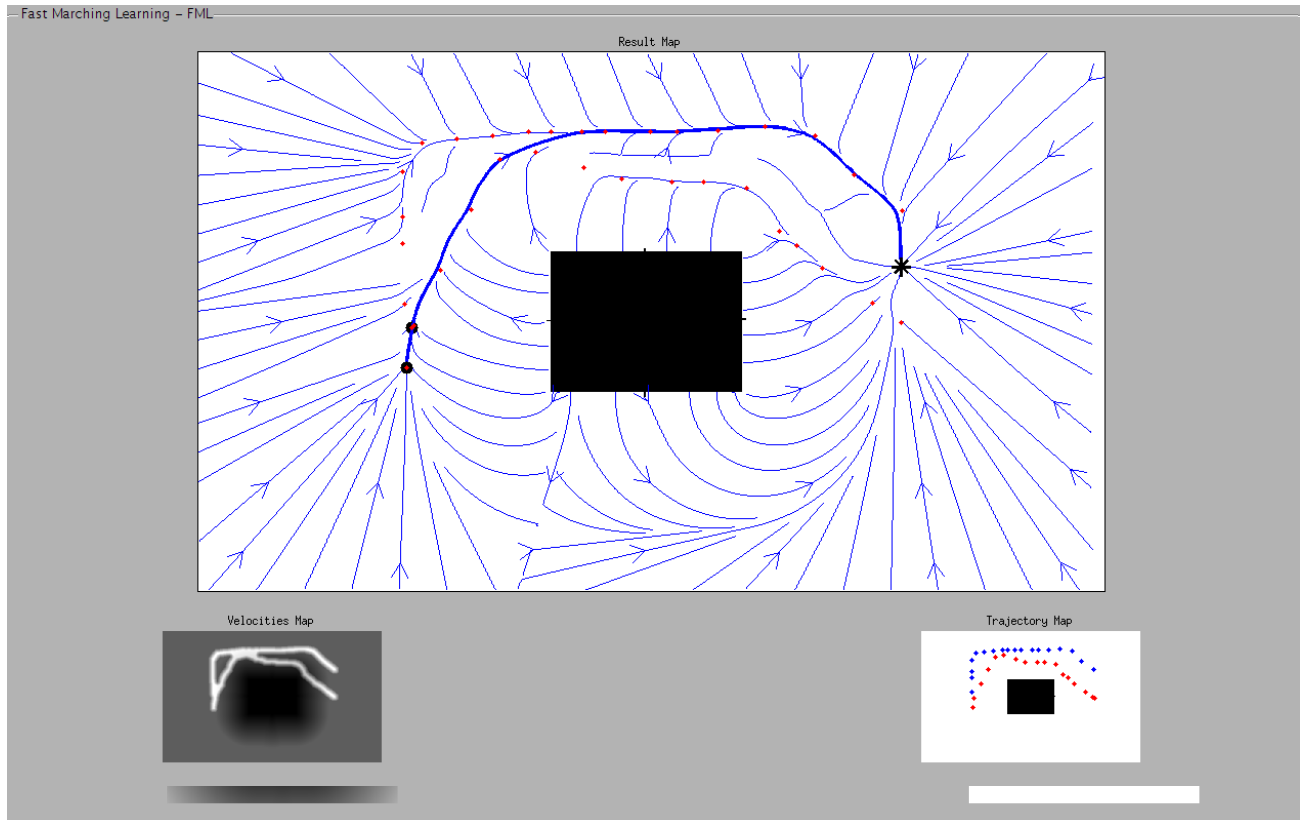 Fast Marching Learning - FML
Result Map
Velocities Map
Trajectory Map